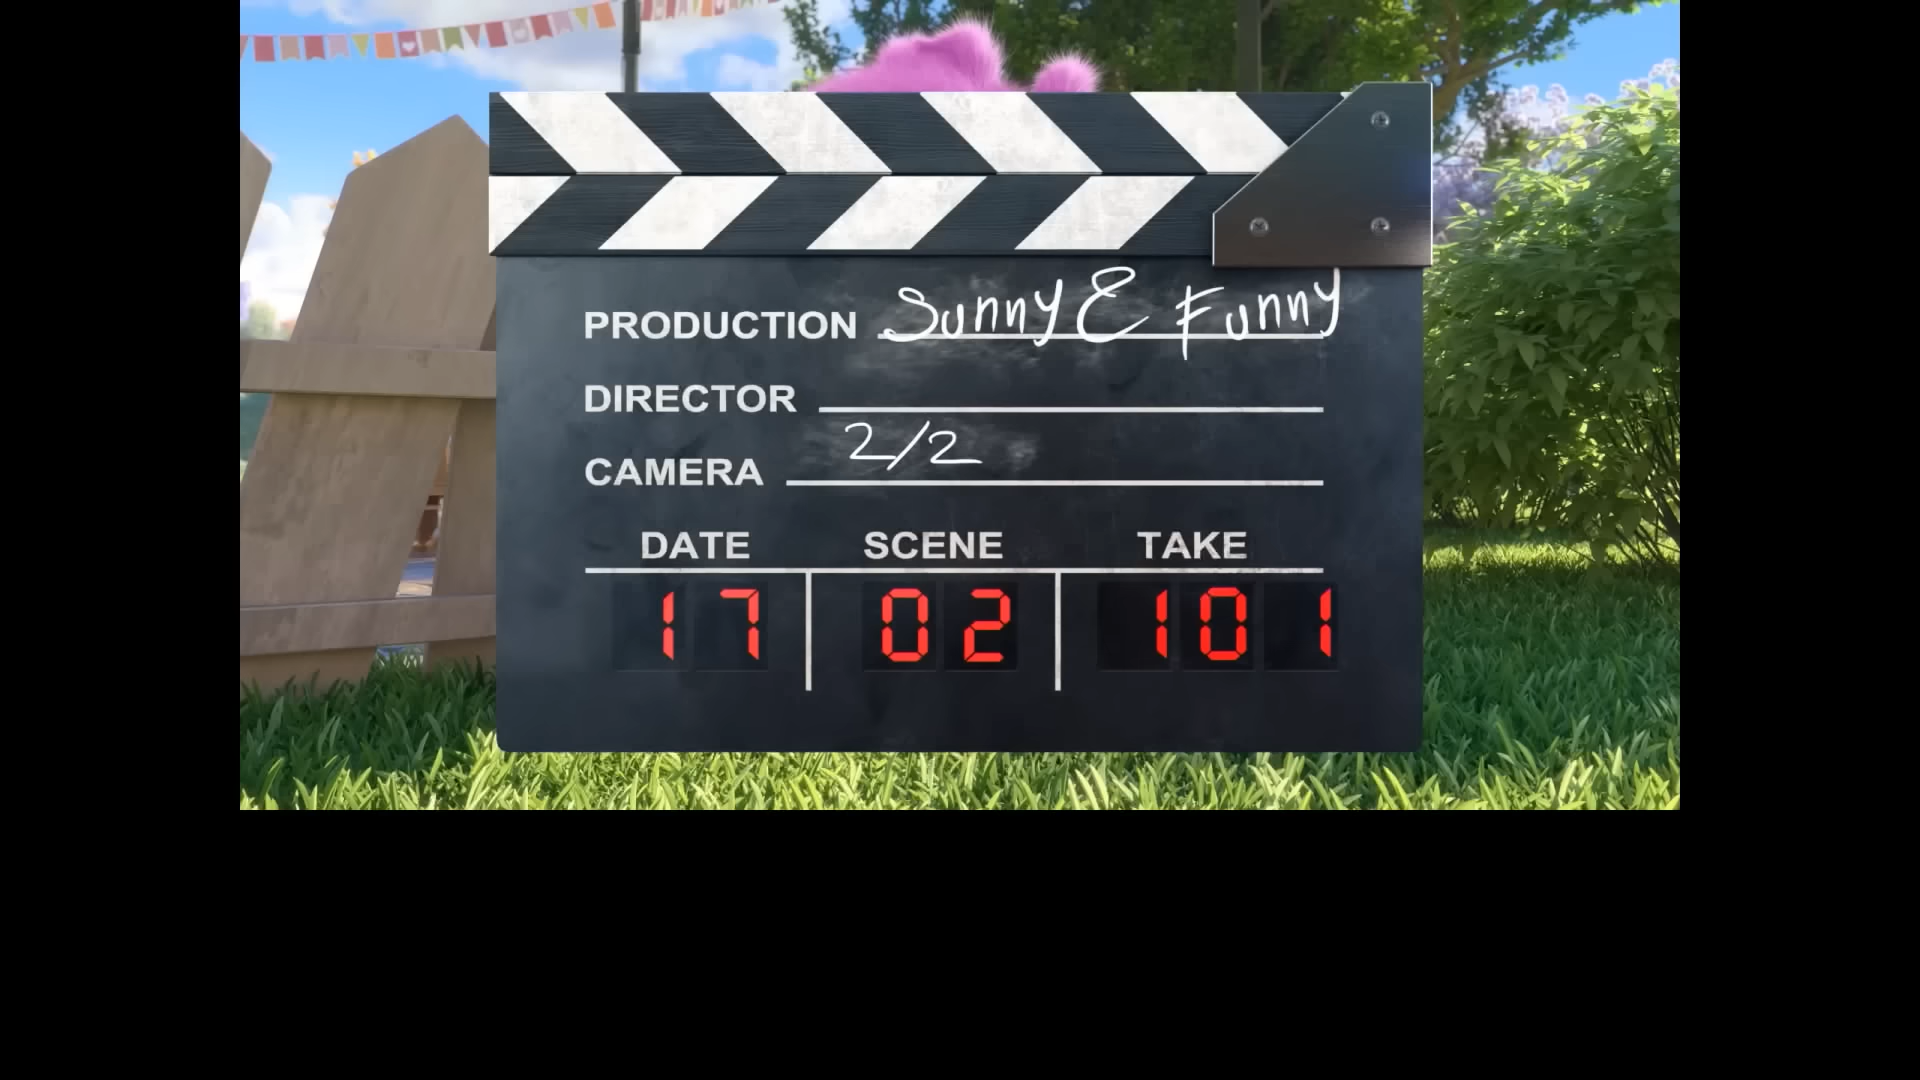 PRODUCTION Sunny & Funny
DIRECTOR
CAMERA 2/2
DATE SCENE TAKE
17 02 101